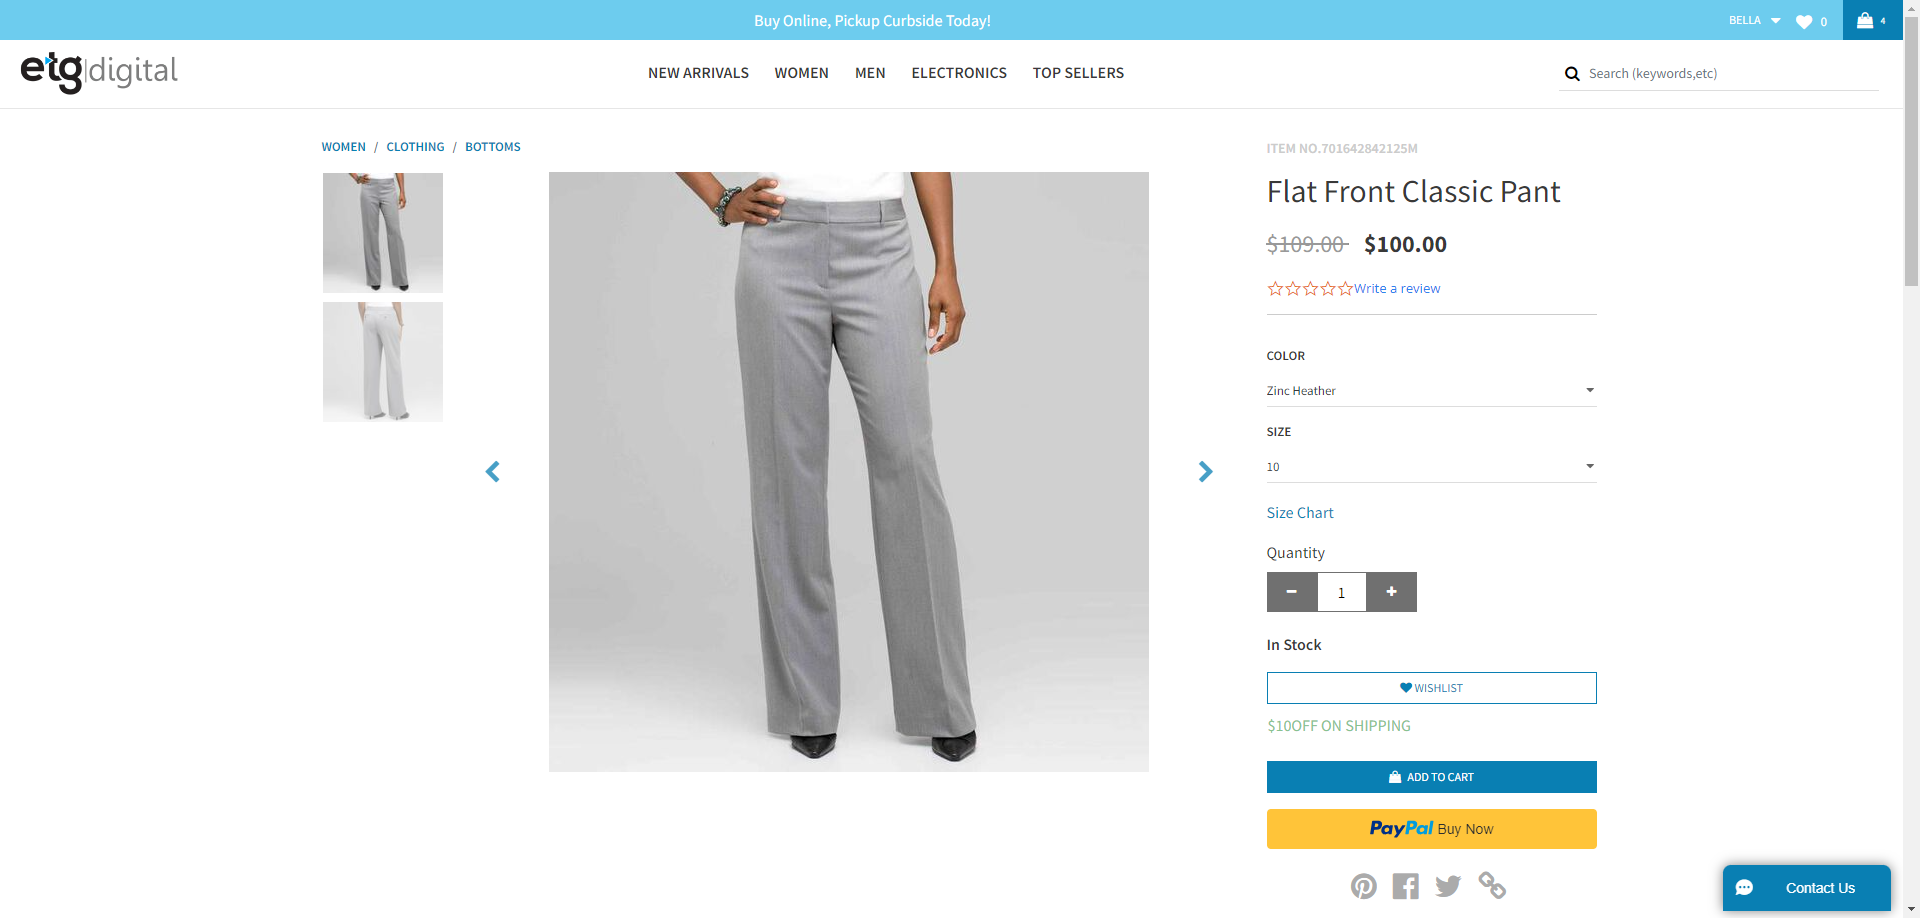 Buy Online, Pickup Curbside Today!
BELLA
0
4
etg|digital
NEW ARRIVALS
WOMEN
MEN
ELECTRONICS
TOP SELLERS
Search (keywords,etc)
WOMEN / CLOTHING / BOTTOMS
ITEM NO.701642842125M
Flat Front Classic Pant
$109.00 $100.00
Write a review
COLOR
Zinc Heather
SIZE
10
Size Chart
Quantity
1
In Stock
WISHLIST
$10OFF ON SHIPPING
ADD TO CART
PayPal Buy Now
Contact Us